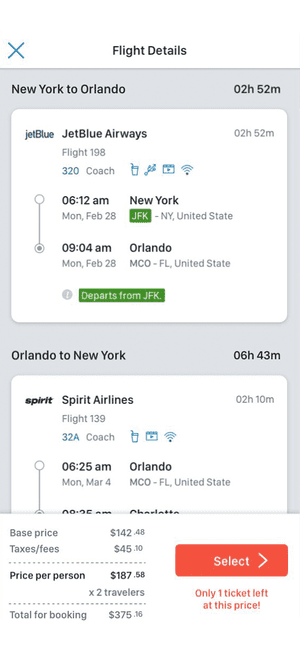 Flight Details
New York to Orlando 02h 52m
jetBlue JetBlue Airways 02h 52m
Flight 198
320 Coach
06:12 am New York
Mon, Feb 28 JFK - NY, United State
09:04 am Orlando
Mon, Feb 28 MCO - FL, United State
Departs from JFK.
Orlando to New York 06h 43m
spirit Spirit Airlines 02h 10m
Flight 139
32A Coach
06:25 am Orlando
Mon, Mar 4 MCO - FL, United State
08:35 am Charlotte
Base price $142.48
Taxes/fees $45.10
Price per person $187.58
x 2 travelers
Total for booking $375.16
Select
Only 1 ticket left
at this price!